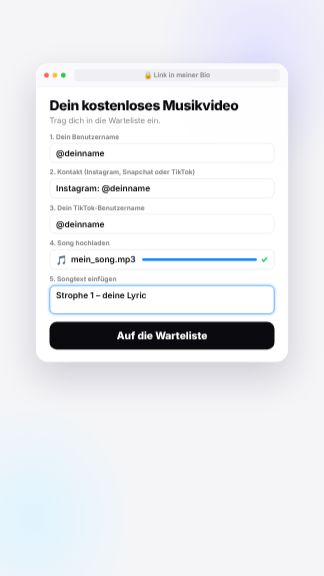 🔒 Link in meiner Bio
Dein kostenloses Musikvideo
Trag dich in die Warteliste ein.
1. Dein Benutzername
@deinname
2. Kontakt (Instagram, Snapchat oder TikTok)
Instagram: @deinname
3. Dein TikTok-Benutzername
@deinname
4. Song hochladen
🎵 mein_song.mp3 ✓
5. Songtext einfügen
Strophe 1 – deine Lyric
Auf die Warteliste